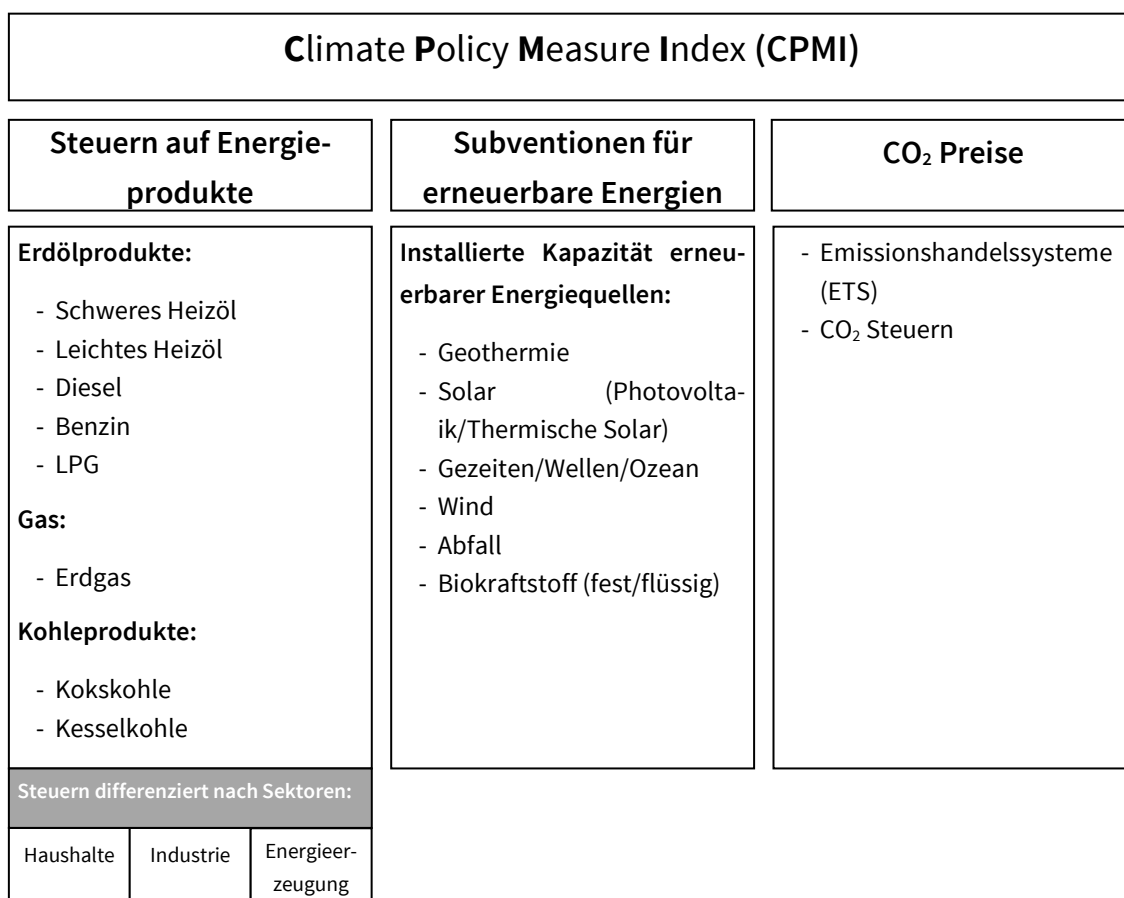 Climate Policy Measure Index (CPMI)
Steuern auf Energie-
produkte
Subventionen für
erneuerbare Energien
CO₂ Preise
Erdölprodukte:
- Schweres Heizöl
- Leichtes Heizöl
- Diesel
- Benzin
- LPG
Gas:
- Erdgas
Kohleprodukte:
- Kokskohle
- Kesselkohle
Steuern differenziert nach Sektoren:
Haushalte
Industrie
Energieer-
zeugung
Installierte Kapazität erneu-
erbarer Energiequellen:
- Geothermie
- Solar (Photovolta-
ik/Thermische Solar)
- Gezeiten/Wellen/Ozean
- Wind
- Abfall
- Biokraftstoff (fest/flüssig)
- Emissionshandelssysteme
(ETS)
- CO₂ Steuern